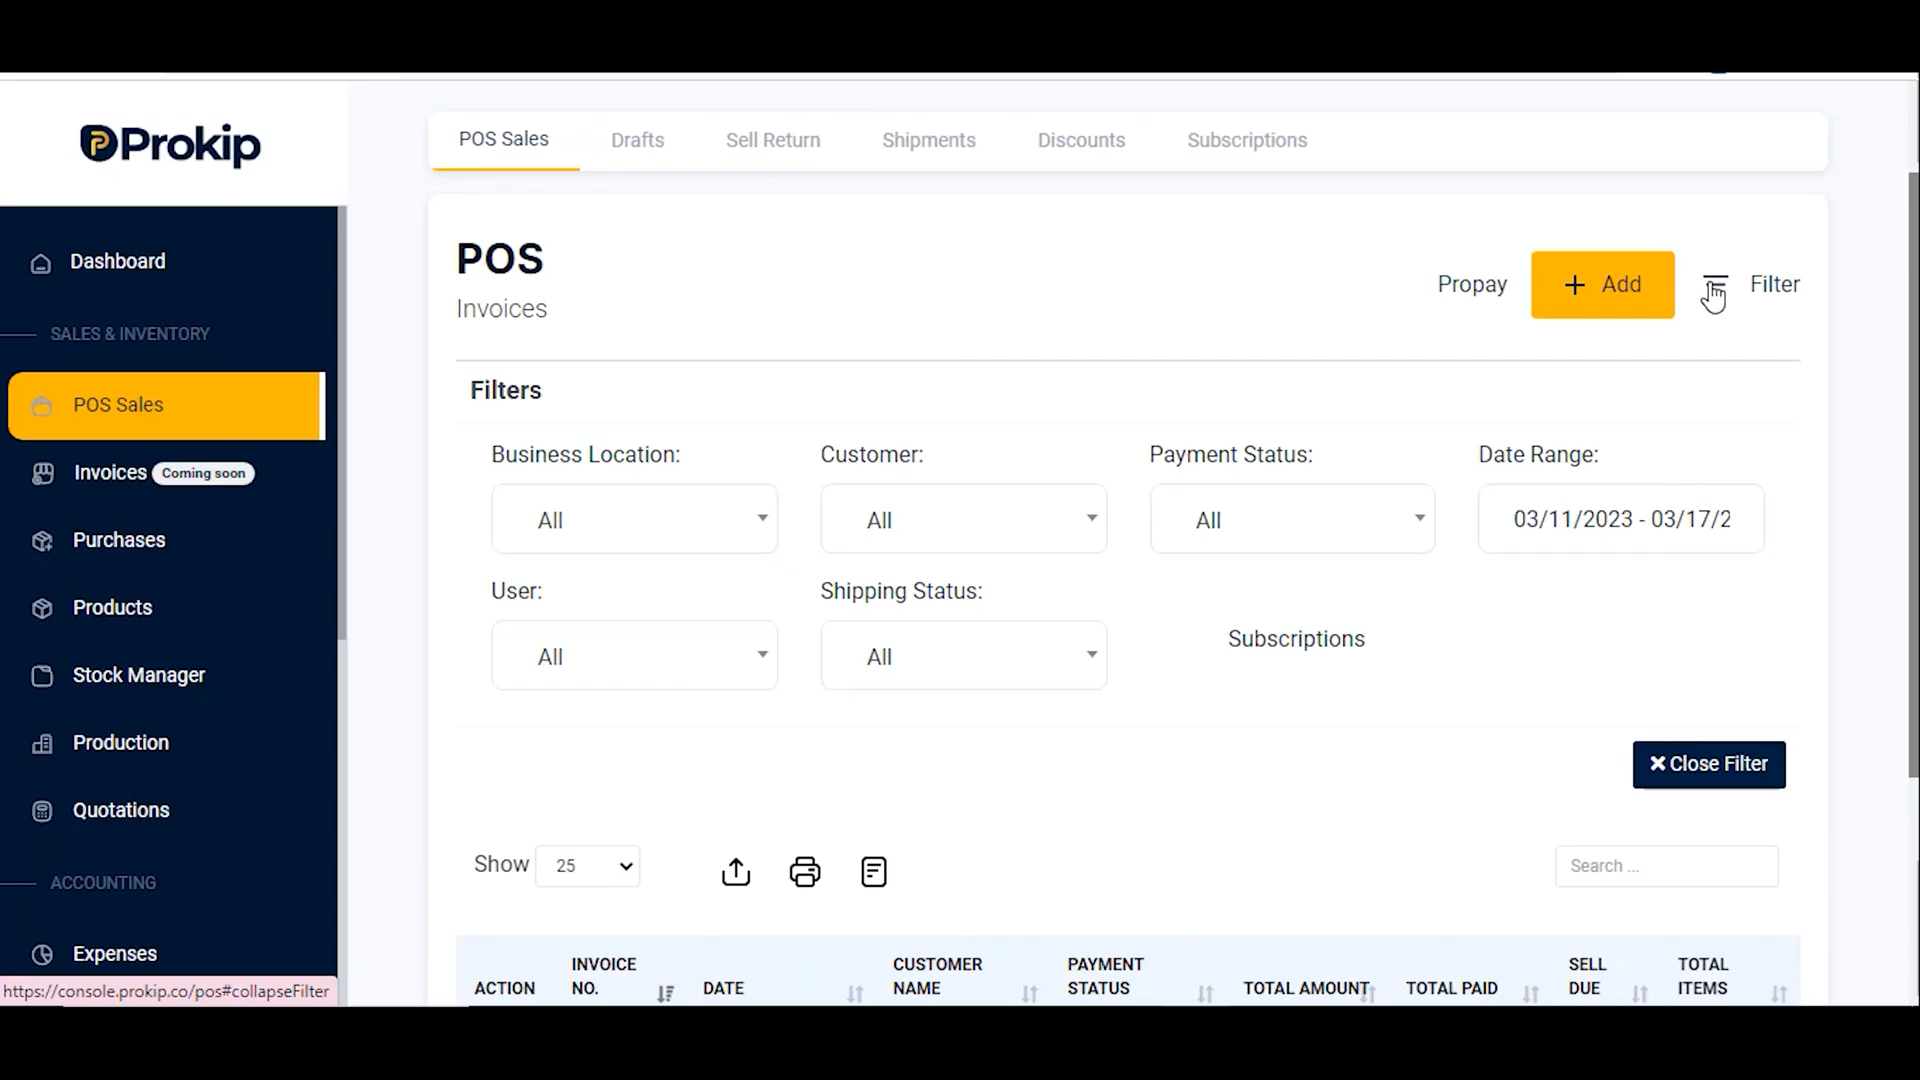 Prokip
POS Sales Drafts Sell Return Shipments Discounts Subscriptions
Dashboard
SALES & INVENTORY
POS Sales
Invoices Coming soon
Purchases
Products
Stock Manager
Production
Quotations
ACCOUNTING
Expenses
https://console.prokip.co/pos#collapseFilter
POS
Invoices
Propay + Add Filter
Filters
Business Location: Customer: Payment Status: Date Range:
All All All 03/11/2023 - 03/17/2
User: Shipping Status:
All All Subscriptions
Close Filter
Show 25 Search ...
ACTION INVOICE NO. DATE CUSTOMER NAME PAYMENT STATUS TOTAL AMOUNT TOTAL PAID SELL DUE TOTAL ITEMS